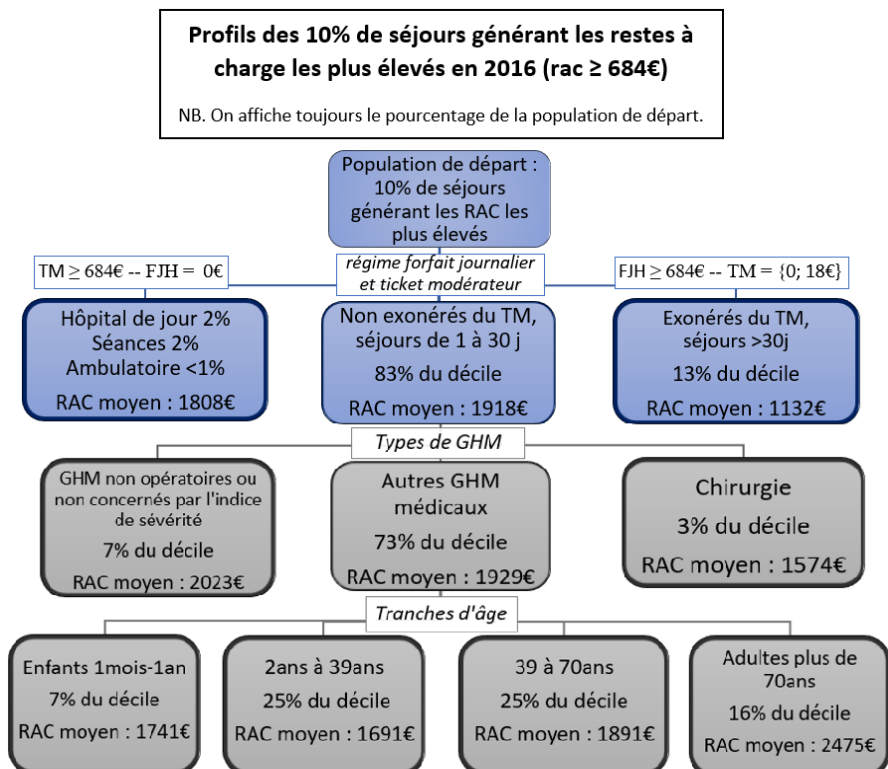 Profils des 10% de séjours générant les restes à
charge les plus élevés en 2016 (rac ≥ 684€)
NB. On affiche toujours le pourcentage de la population de départ.
Population de départ :
10% de séjours
générant les RAC les
plus élevés
TM ≥ 684€ -- FJH = 0€
régime forfait journalier
et ticket modérateur
FJH ≥ 684€ -- TM = {0; 18€}
Hôpital de jour 2%
Séances 2%
Ambulatoire <1%
RAC moyen : 1808€
Non exonérés du TM,
séjours de 1 à 30 j
83% du décile
RAC moyen : 1918€
Exonérés du TM,
séjours >30j
13% du décile
RAC moyen : 1132€
Types de GHM
GHM non opératoires ou
non concernés par l'indice
de sévérité
7% du décile
RAC moyen : 2023€
Autres GHM
médicaux
73% du décile
RAC moyen : 1929€
Chirurgie
3% du décile
RAC moyen : 1574€
Tranches d'âge
Enfants 1mois-1an
7% du décile
RAC moyen : 1741€
2ans à 39ans
25% du décile
RAC moyen : 1691€
39 à 70ans
25% du décile
RAC moyen : 1891€
Adultes plus de
70ans
16% du décile
RAC moyen : 2475€